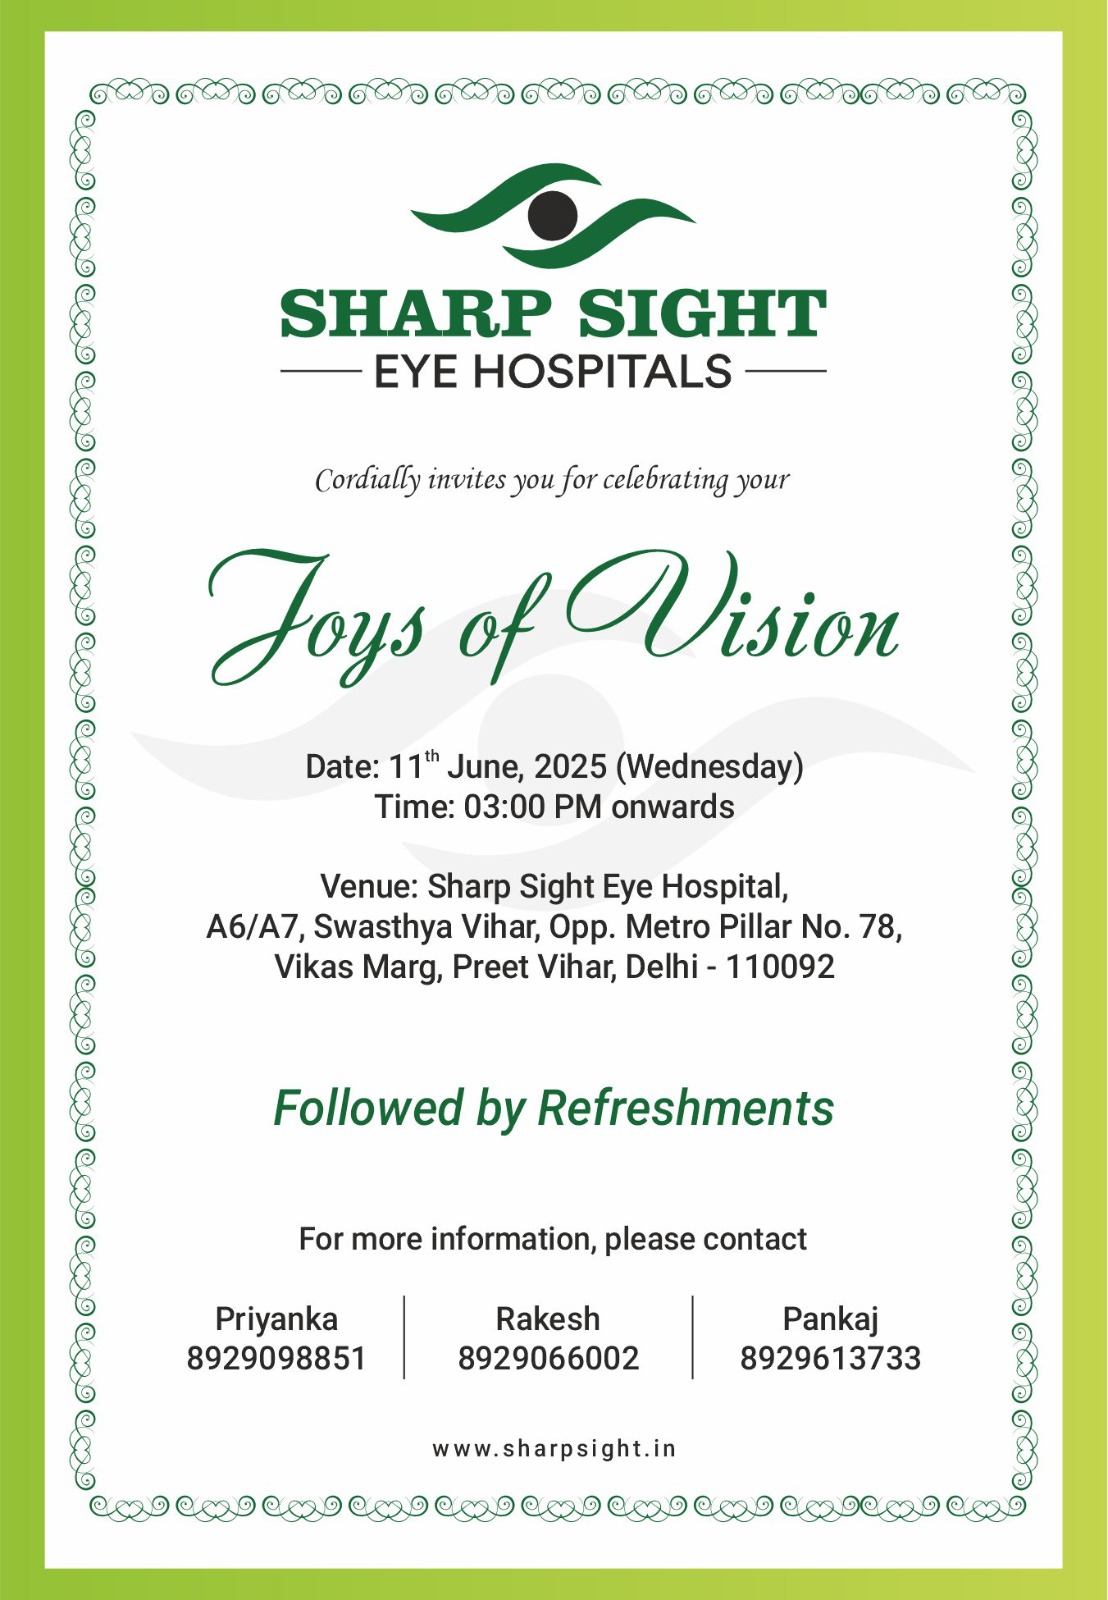 SHARP SIGHT
EYE HOSPITALS
Cordially invites you for celebrating your
Joys of Vision
Date: 11th June, 2025 (Wednesday)
Time: 03:00 PM onwards
Venue: Sharp Sight Eye Hospital,
A6/A7, Swasthya Vihar, Opp. Metro Pillar No. 78,
Vikas Marg, Preet Vihar, Delhi - 110092
Followed by Refreshments
For more information, please contact
Priyanka Rakesh Pankaj
8929098851 8929066002 8929613733
www.sharpsight.in